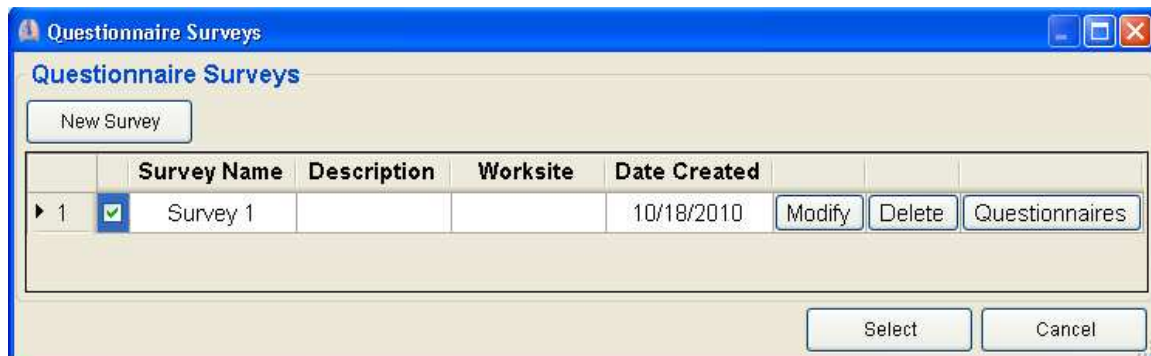 Questionnaire Surveys
Questionnaire Surveys
New Survey
Survey Name Description Worksite Date Created
1 Survey 1 10/18/2010 Modify Delete Questionnaires
Select Cancel